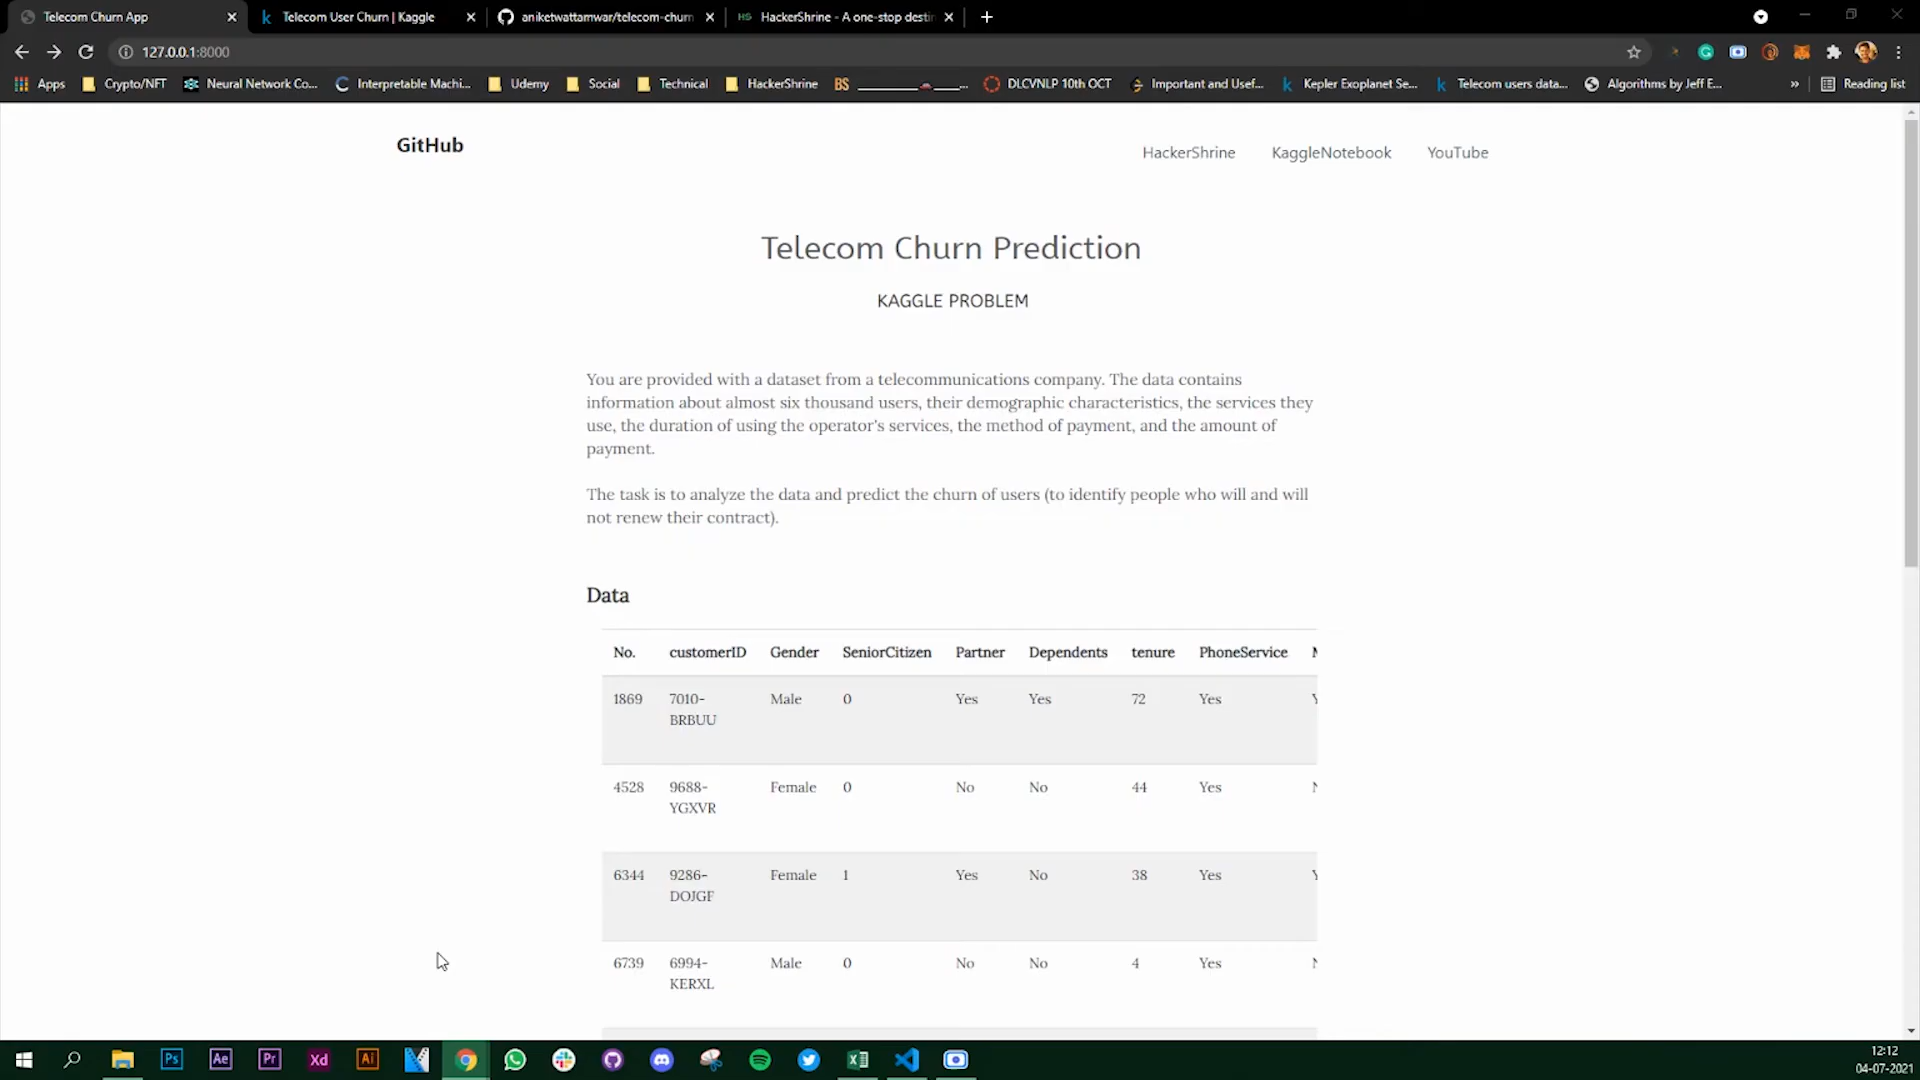 Telecom Churn App
Telecom User Churn | Kaggle
aniketwattamwar/telecom-churn
HackerShrine - A one-stop desti
127.0.0.1:8000
Apps
Crypto/NFT
Neural Network Co...
Interpretable Machi...
Udemy
Social
Technical
HackerShrine
BS
DLCVNLP 10th OCT
Important and Usef...
Kepler Exoplanet Se...
Telecom users data...
Algorithms by Jeff E...
»
Reading list
GitHub
HackerShrine KaggleNotebook YouTube
Telecom Churn Prediction
KAGGLE PROBLEM
You are provided with a dataset from a telecommunications company. The data contains
information about almost six thousand users, their demographic characteristics, the services they
use, the duration of using the operator's services, the method of payment, and the amount of
payment.
The task is to analyze the data and predict the churn of users (to identify people who will and will
not renew their contract).
Data
No. customerID Gender SeniorCitizen Partner Dependents tenure PhoneService
1869 7010- Male 0 Yes Yes 72 Yes
BRBUU
4528 9688- Female 0 No No 44 Yes
YGXVR
6344 9286- Female 1 Yes No 38 Yes
DOJGF
6739 6994- Male 0 No No 4 Yes
KERXL
Ps Ae Pr Xd Ai
12:12
04-07-2021